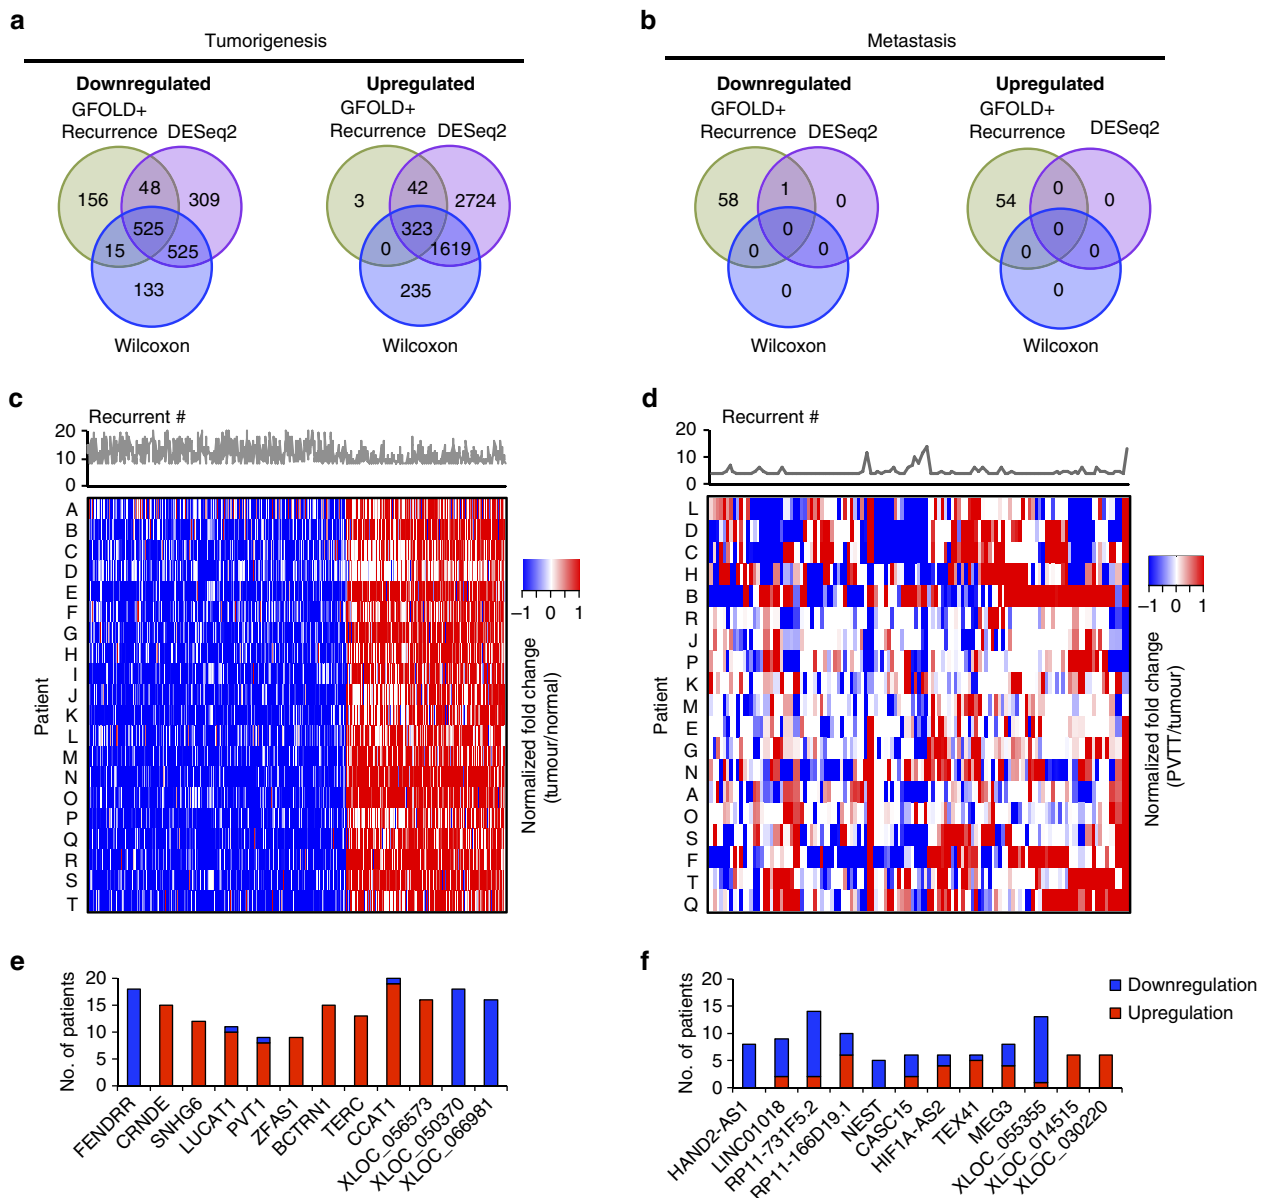 a
Tumorigenesis
Downregulated
Upregulated
GFOLD+
Recurrence
DESeq2
156
48
309
525
15
525
133
Wilcoxon
GFOLD+
Recurrence
DESeq2
3
42
2724
323
0
1619
235
Wilcoxon
b
Metastasis
Downregulated
Upregulated
GFOLD+
Recurrence
DESeq2
58
1
0
0
0
0
0
Wilcoxon
GFOLD+
Recurrence
DESeq2
54
0
0
0
0
0
0
Wilcoxon
c
Recurrent #
20
10
0
Patient
A
B
C
D
E
F
G
H
I
J
K
L
M
N
O
P
Q
R
S
T
−1 0 1
Normalized fold change
(tumour/normal)
d
Recurrent #
20
10
0
Patient
L
D
C
H
B
R
J
P
K
M
E
G
N
A
O
S
F
T
Q
−1 0 1
Normalized fold change
(PVTT/tumour)
e
No. of patients
20
15
10
5
0
FENDRR
CRNDE
SNHG6
LUCAT1
PVT1
ZFAS1
BCTRN1
TERC
CCAT1
XLOC_056573
XLOC_050370
XLOC_066981
f
No. of patients
20
15
10
5
0
HAND2-AS1
LINC01018
RP11-731F5.2
RP11-166D19.1
NEST
CASC15
HIF1A-AS2
TEX41
MEG3
XLOC_055355
XLOC_014515
XLOC_030220
Downregulation
Upregulation